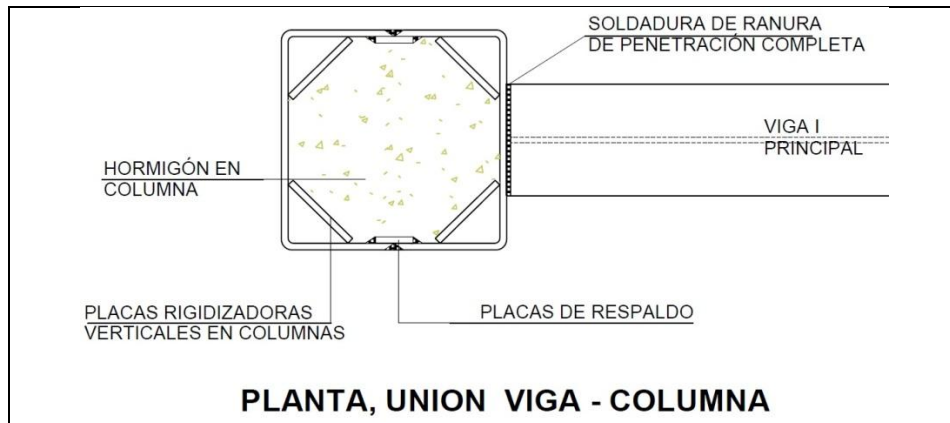 SOLDADURA DE RANURA
DE PENETRACIÓN COMPLETA
VIGA I
PRINCIPAL
HORMIGÓN EN
COLUMNA
PLACAS RIGIDIZADORAS
VERTICALES EN COLUMNAS
PLACAS DE RESPALDO
PLANTA, UNION VIGA - COLUMNA